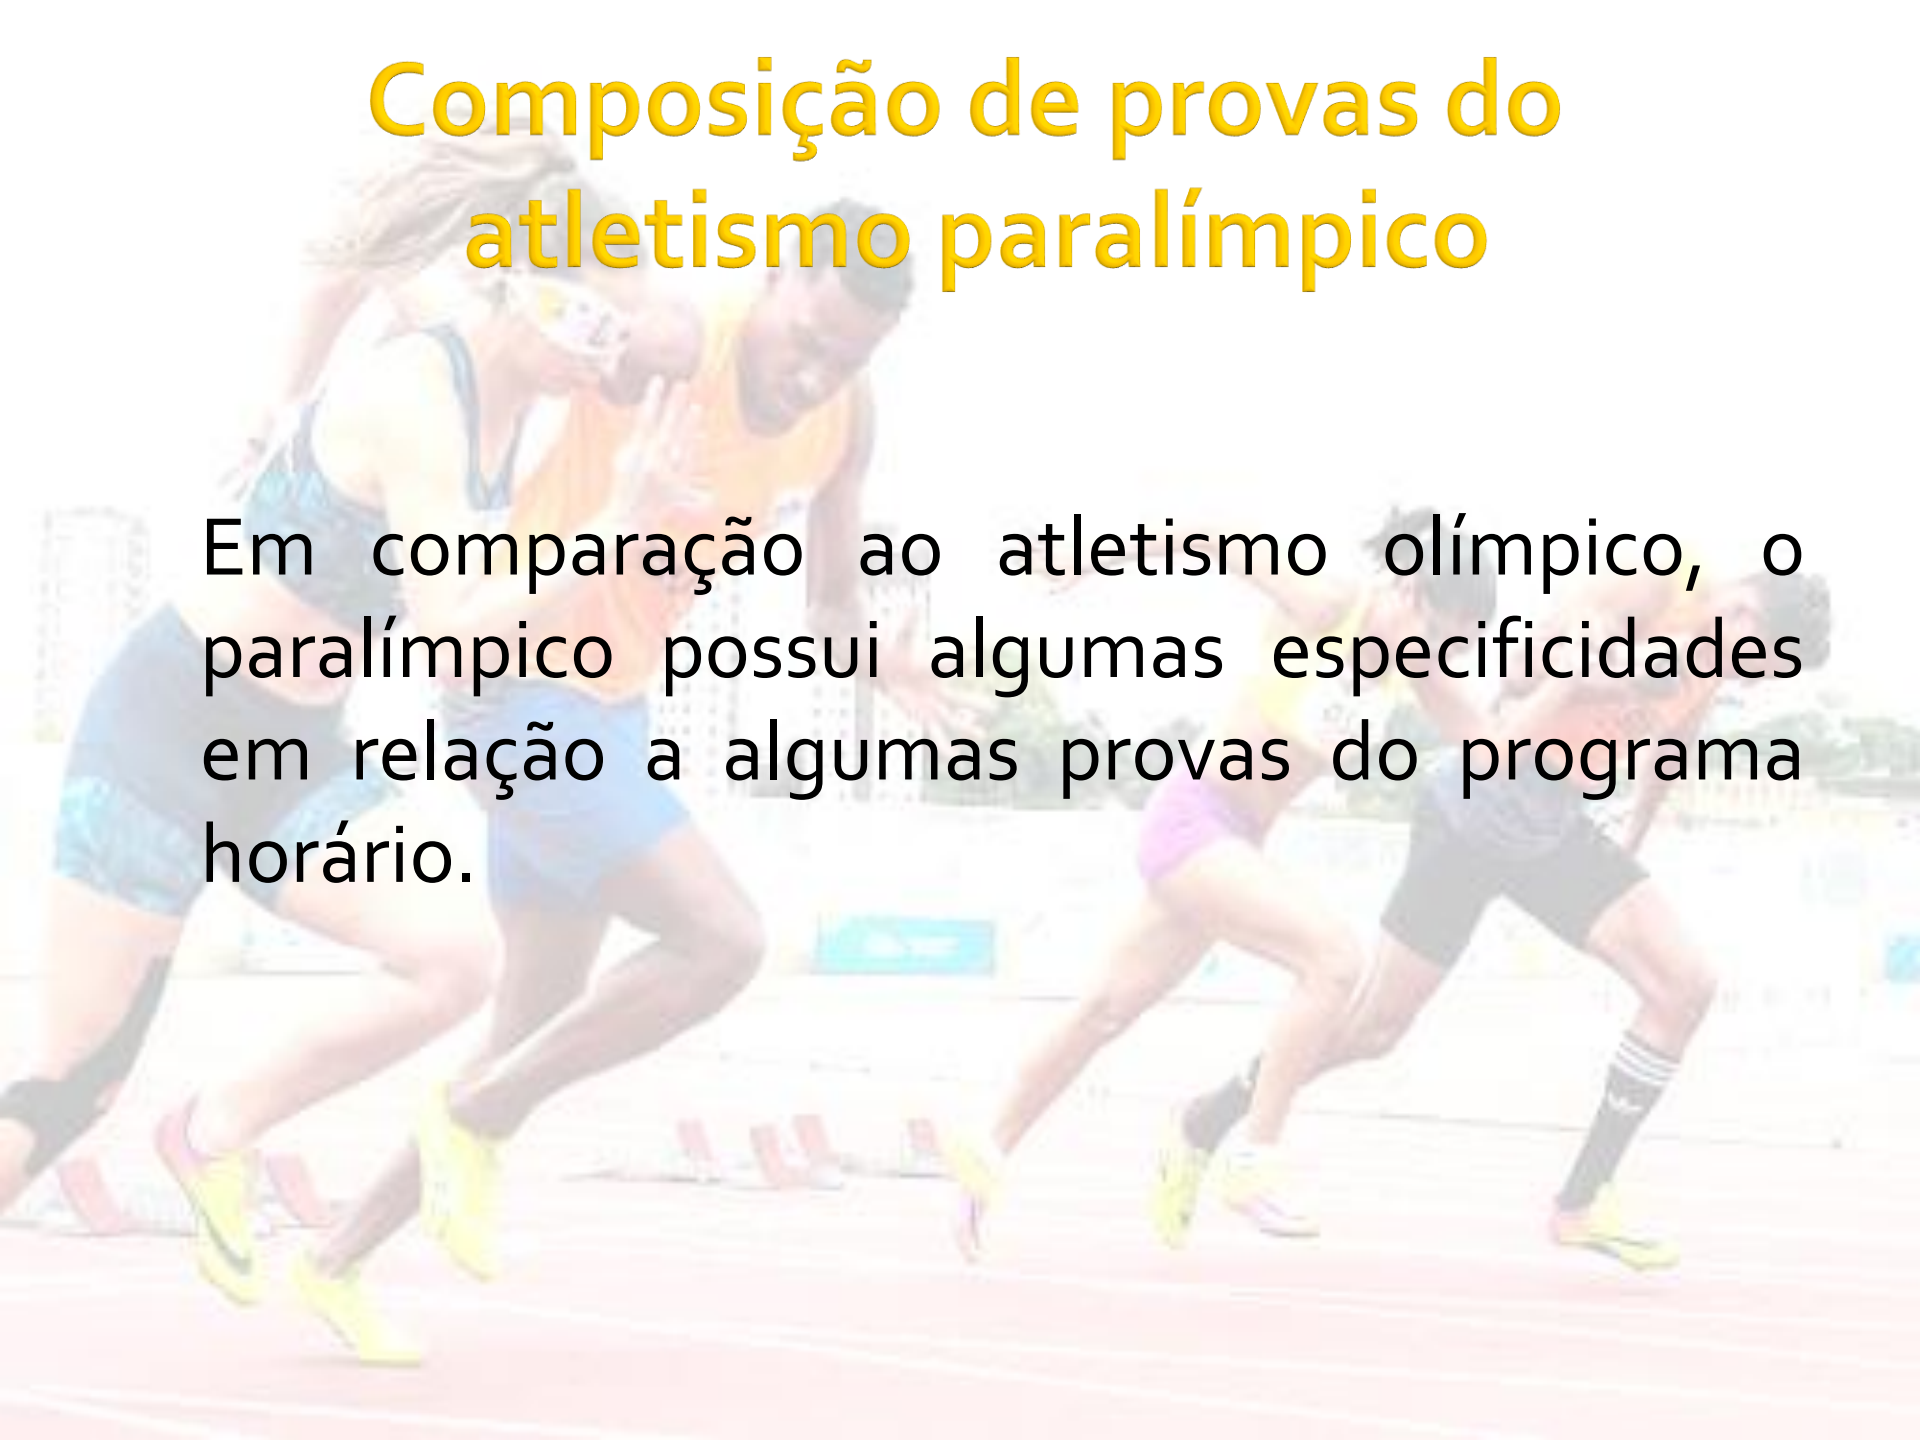 Composição de provas do
atletismo paralímpico
Em comparação ao atletismo olímpico, o
paralímpico possui algumas especificidades
em relação a algumas provas do programa
horário.